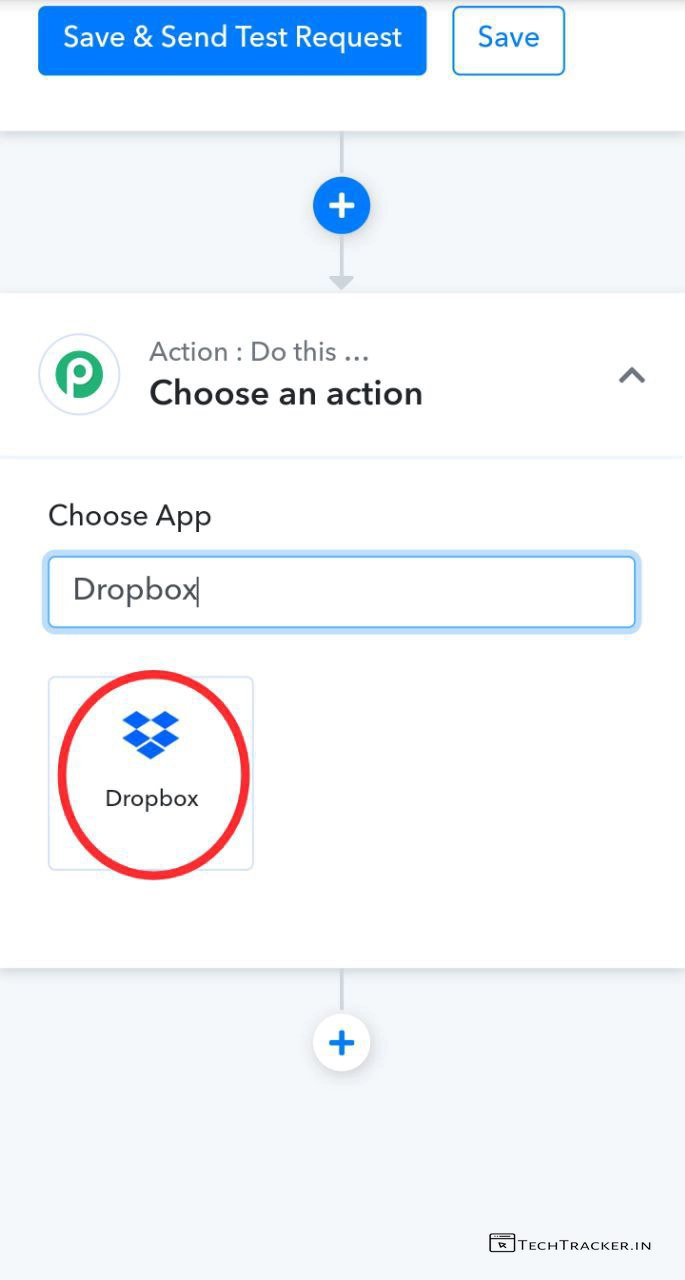 Save & Send Test Request
Save
Action : Do this ...
Choose an action
Choose App
Dropbox
Dropbox
TECHTRACKER.IN